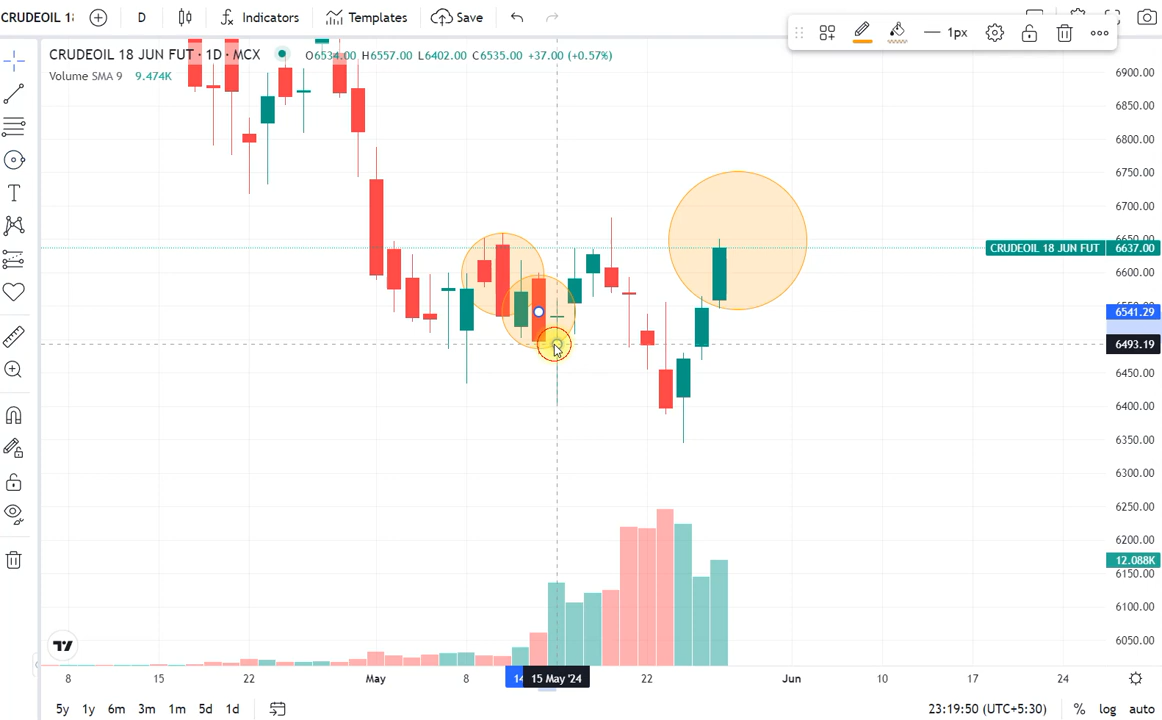 CRUDEOIL 1 D Indicators Templates Save
1px
CRUDEOIL 18 JUN FUT · 1D · MCX O6534.00 H6557.00 L6402.00 C6535.00 +37.00 (+0.57%)
Volume SMA 9 9.474K
6900.00
6850.00
6800.00
6750.00
6700.00
CRUDEOIL 18 JUN FUT 6637.00
6600.00
6541.29
6493.19
6450.00
6400.00
6350.00
6300.00
6250.00
6200.00
12.088K
6150.00
6100.00
6050.00
8 15 22 May 8 14 15 May '24 22 Jun 10 17 24
5y 1y 6m 3m 1m 5d 1d 23:19:50 (UTC+5:30) % log auto